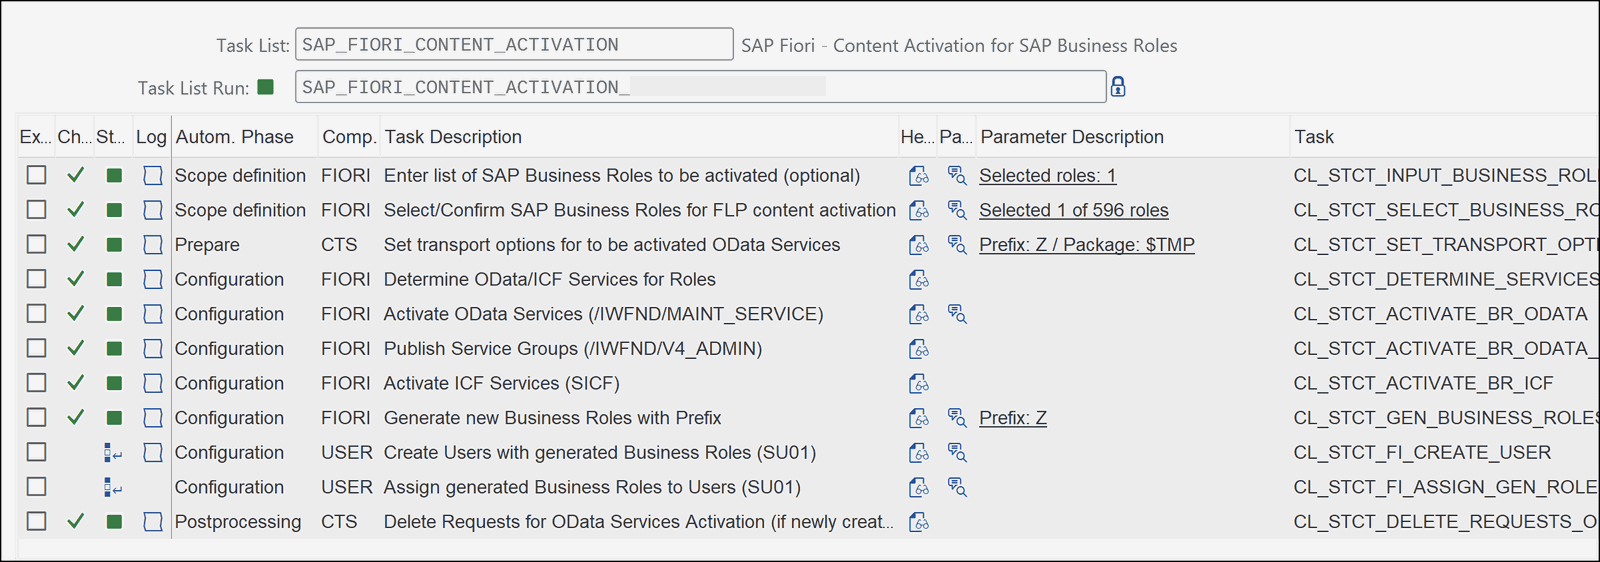 Task List: SAP_FIORI_CONTENT_ACTIVATION SAP Fiori - Content Activation for SAP Business Roles
Task List Run: SAP_FIORI_CONTENT_ACTIVATION_
Ex... Ch... St... Log Autom. Phase Comp. Task Description He... Pa... Parameter Description Task
Scope definition FIORI Enter list of SAP Business Roles to be activated (optional) Selected roles: 1 CL_STCT_INPUT_BUSINESS_ROL
Scope definition FIORI Select/Confirm SAP Business Roles for FLP content activation Selected 1 of 596 roles CL_STCT_SELECT_BUSINESS_RO
Prepare CTS Set transport options for to be activated OData Services Prefix: Z / Package: $TMP CL_STCT_SET_TRANSPORT_OPTI
Configuration FIORI Determine OData/ICF Services for Roles CL_STCT_DETERMINE_SERVICES
Configuration FIORI Activate OData Services (/IWFND/MAINT_SERVICE) CL_STCT_ACTIVATE_BR_ODATA
Configuration FIORI Publish Service Groups (/IWFND/V4_ADMIN) CL_STCT_ACTIVATE_BR_ODATA_
Configuration FIORI Activate ICF Services (SICF) CL_STCT_ACTIVATE_BR_ICF
Configuration FIORI Generate new Business Roles with Prefix Prefix: Z CL_STCT_GEN_BUSINESS_ROLES
Configuration USER Create Users with generated Business Roles (SU01) CL_STCT_FI_CREATE_USER
Configuration USER Assign generated Business Roles to Users (SU01) CL_STCT_FI_ASSIGN_GEN_ROLE
Postprocessing CTS Delete Requests for OData Services Activation (if newly creat... CL_STCT_DELETE_REQUESTS_O